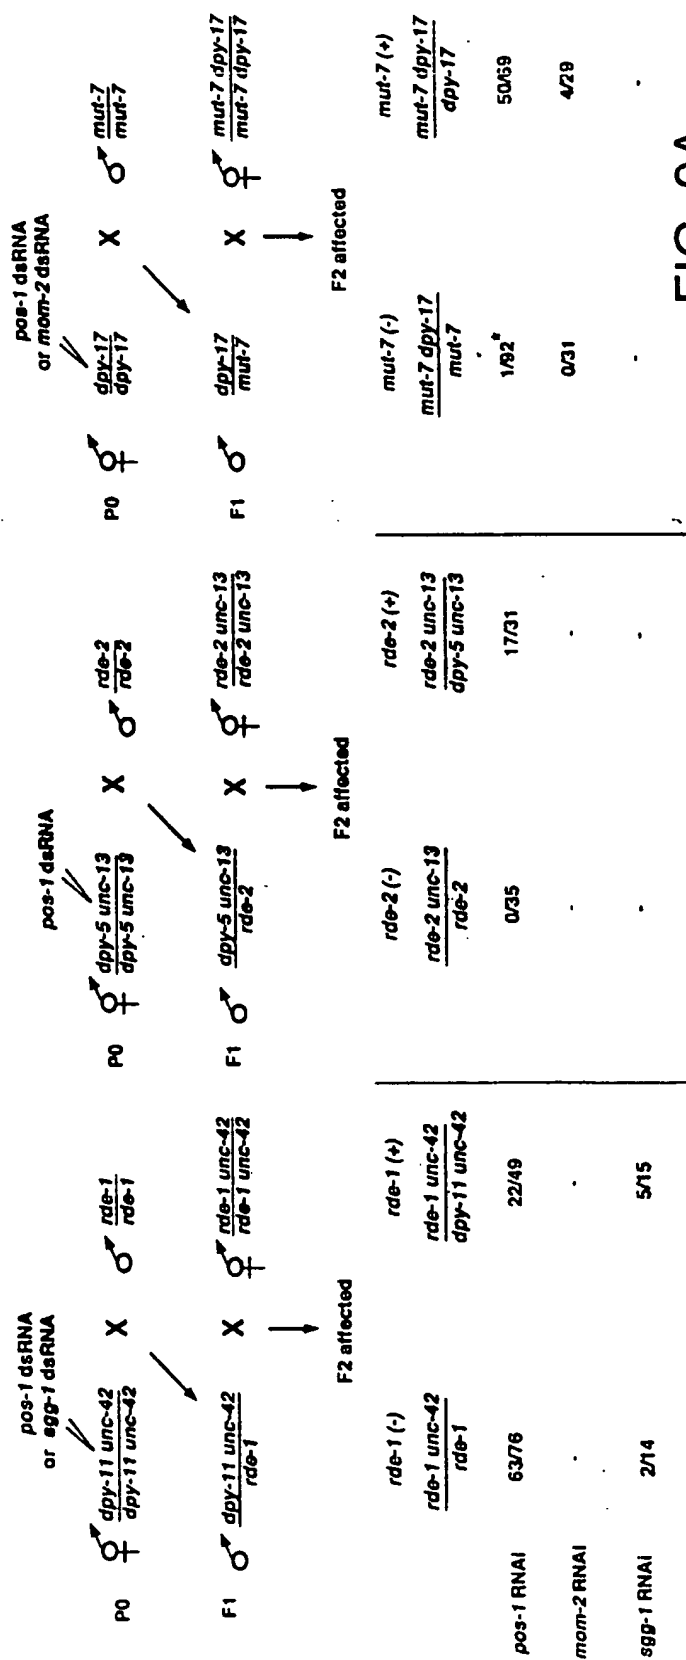 pos-1 dsRNA
or sgg-1 dsRNA
P0
dpy-11 unc-42
dpy-11 unc-42
X
rde-1
rde-1
F1
dpy-11 unc-42
rde-1
X
rde-1 unc-42
rde-1 unc-42
F2 affected
rde-1 (-)
rde-1 (+)
rde-1 unc-42
rde-1
rde-1 unc-42
dpy-11 unc-42
pos-1 RNAi
63/76
22/49
mom-2 RNAi
-
-
sgg-1 RNAi
2/14
5/15
pos-1 dsRNA
P0
dpy-5 unc-13
dpy-5 unc-13
X
rde-2
rde-2
F1
dpy-5 unc-13
rde-2
X
rde-2 unc-13
rde-2 unc-13
F2 affected
rde-2 (-)
rde-2 (+)
rde-2 unc-13
rde-2
rde-2 unc-13
dpy-5 unc-13
0/35
17/31
-
-
-
-
pos-1 dsRNA
or mom-2 dsRNA
P0
dpy-17
dpy-17
X
mut-7
mut-7
F1
dpy-17
mut-7
X
mut-7 dpy-17
mut-7 dpy-17
F2 affected
mut-7 (-)
mut-7 (+)
mut-7 dpy-17
mut-7
mut-7 dpy-17
dpy-17
1/92*
50/69
0/31
4/29
-
-